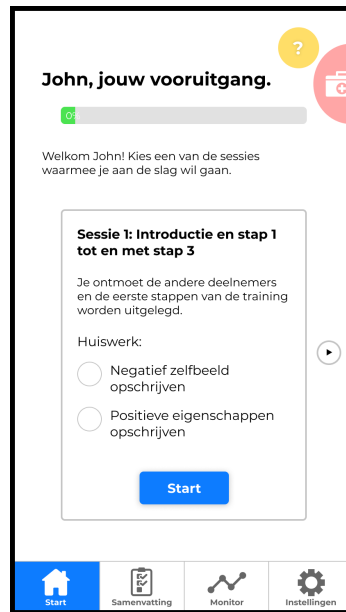 ?
John, jouw vooruitgang.
0%
Welkom John! Kies een van de sessies
waarmee je aan de slag wil gaan.
Sessie 1: Introductie en stap 1
tot en met stap 3
Je ontmoet de andere deelnemers
en de eerste stappen van de training
worden uitgelegd.
Huiswerk:
Negatief zelfbeeld
opschrijven
Positieve eigenschappen
opschrijven
Start
Start
Samenvatting
Monitor
Instellingen